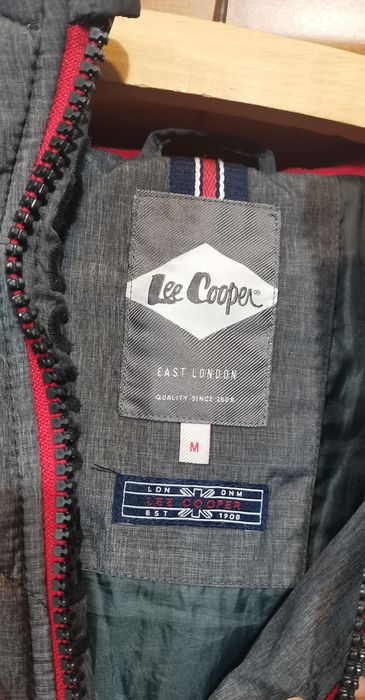 Lee Cooper®
EAST LONDON
QUALITY SINCE 1908
M
LDN DNM
LEE COOPER
EST 1908